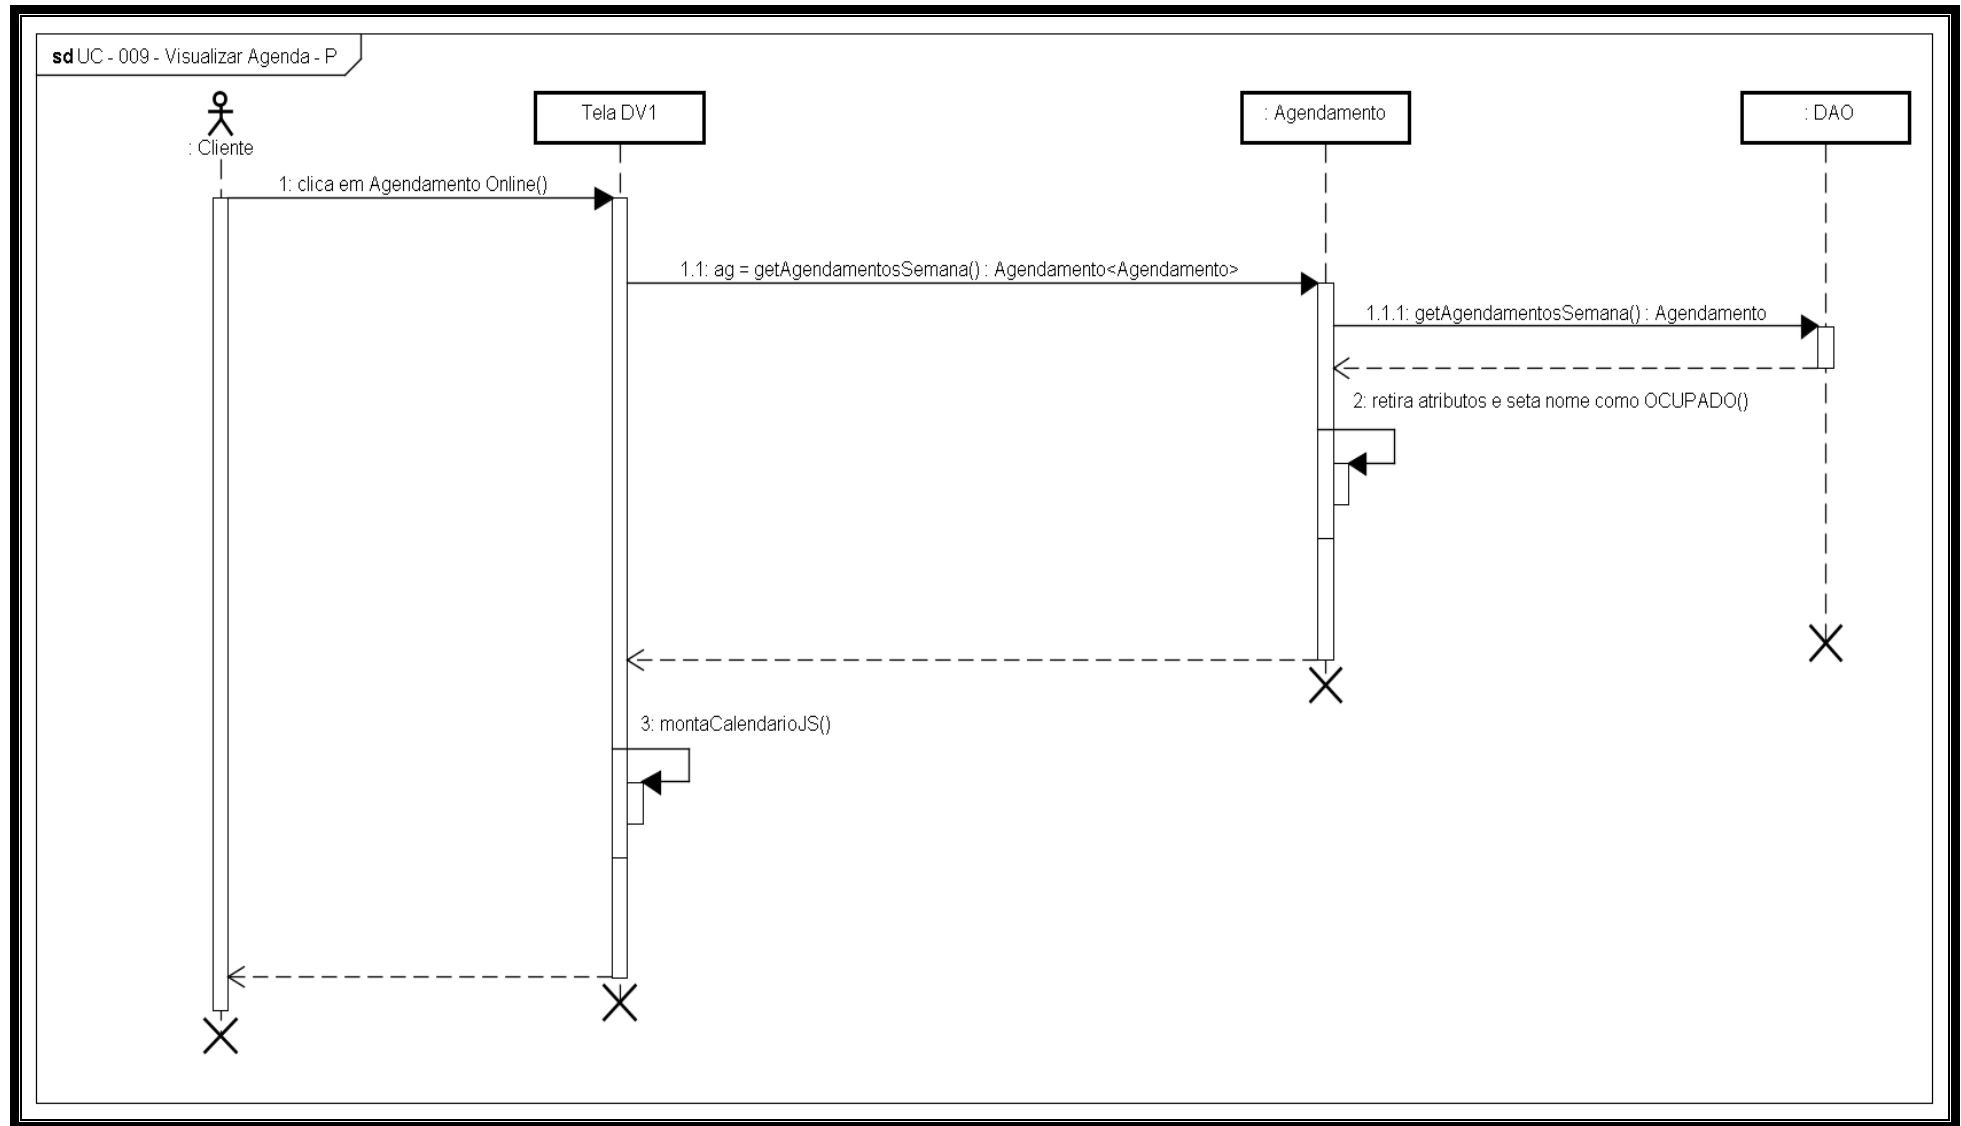 sd UC - 009 - Visualizar Agenda - P
: Cliente
Tela DV1
: Agendamento
: DAO
1: clica em Agendamento Online()
1.1: ag = getAgendamentosSemana() : Agendamento<Agendamento>
1.1.1: getAgendamentosSemana() : Agendamento
2: retira atributos e seta nome como OCUPADO()
3: montaCalendarioJS()